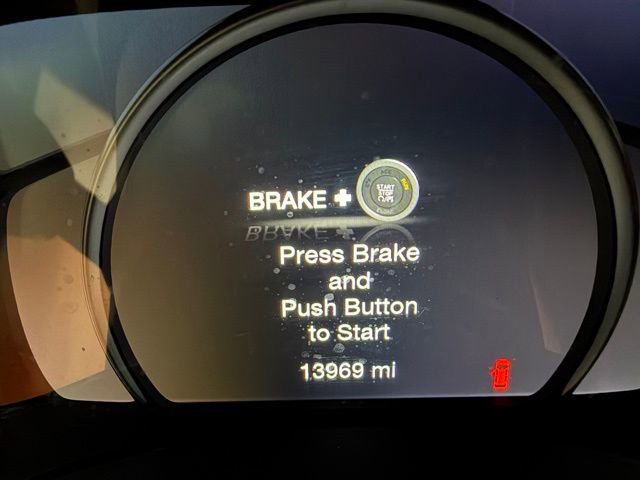 BRAKE +
START
STOP
Press Brake
and
Push Button
to Start
13969 mi